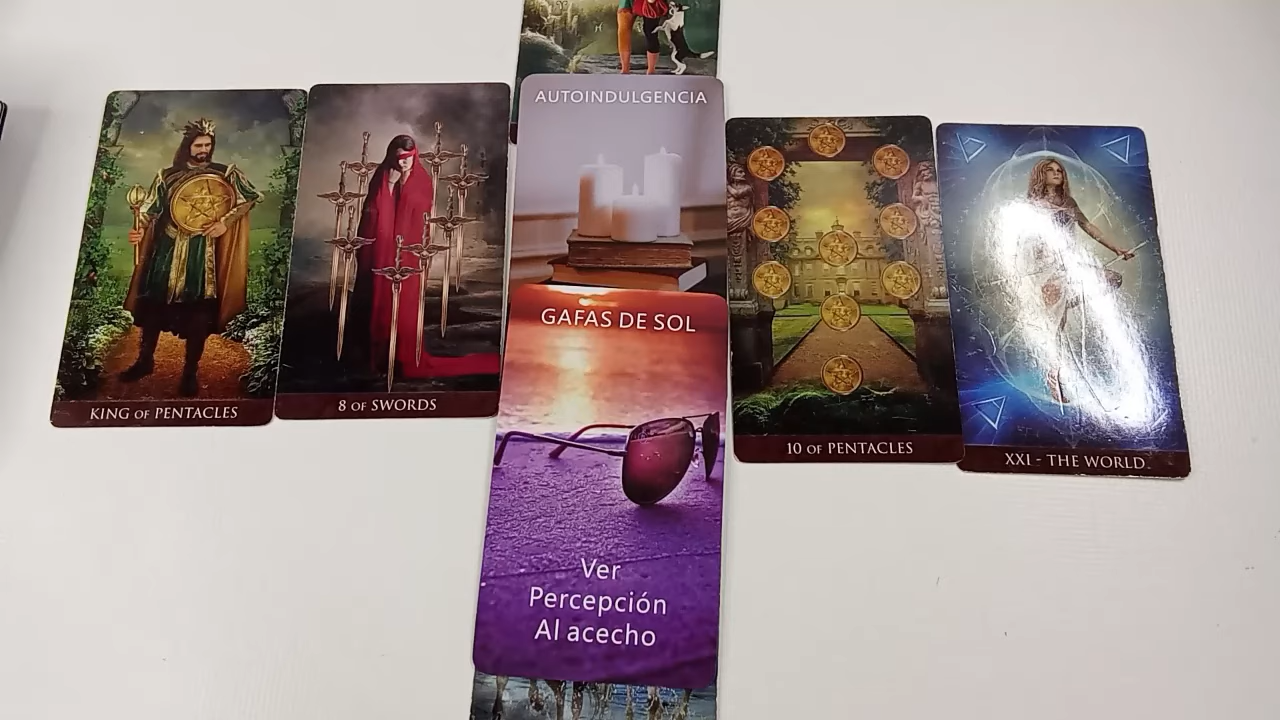 AUTOINDULGENCIA
GAFAS DE SOL
Ver
Percepción
Al acecho
KING OF PENTACLES
8 OF SWORDS
10 OF PENTACLES
XXI - THE WORLD